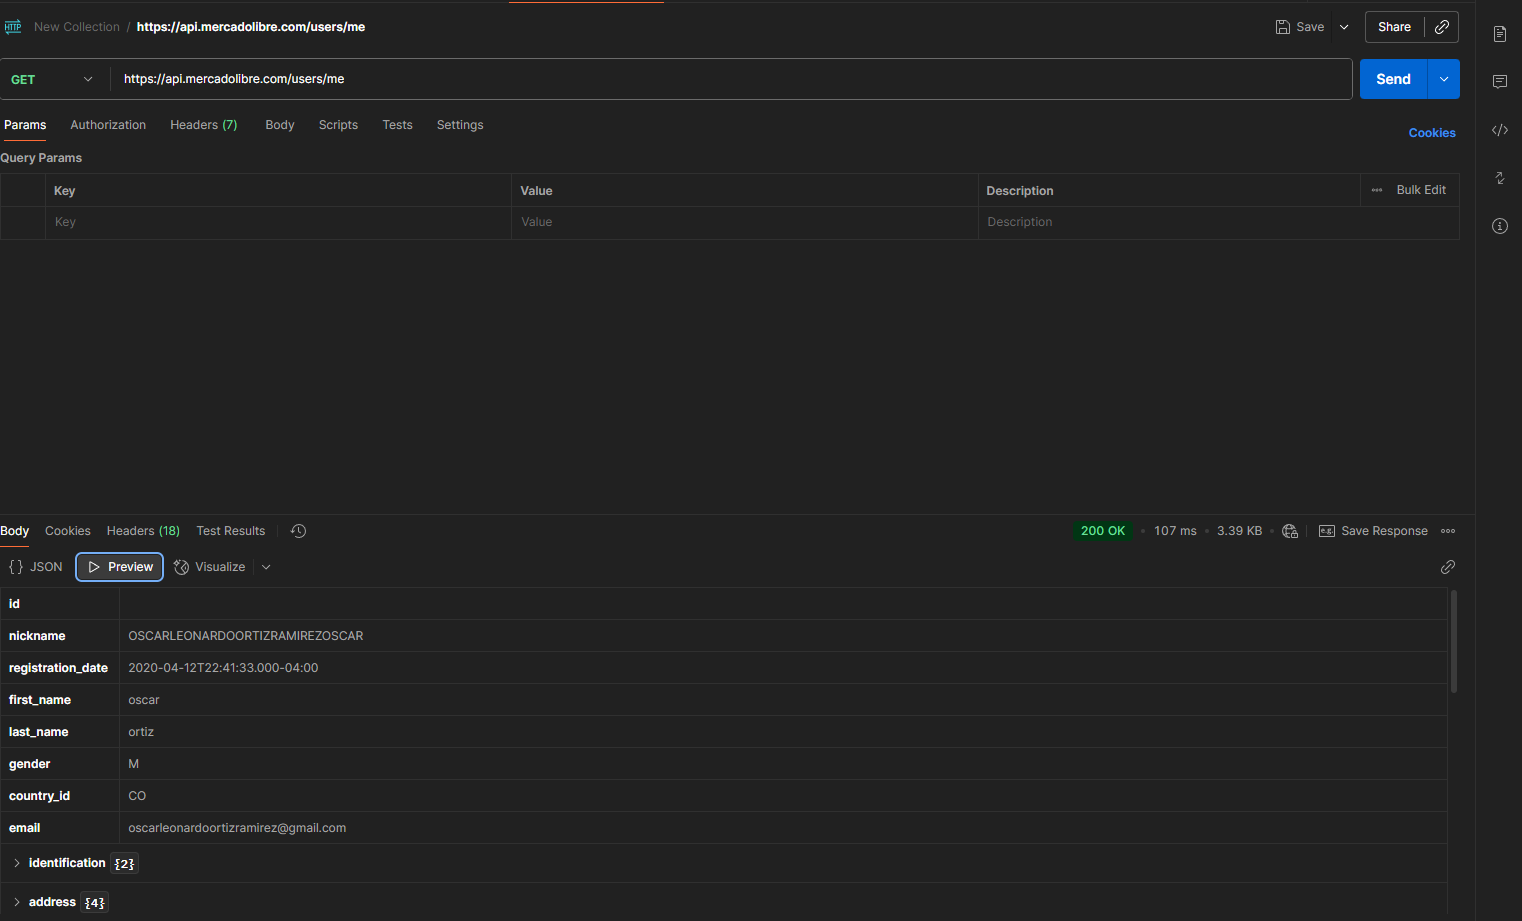 HTTP New Collection / https://api.mercadolibre.com/users/me Save Share
GET https://api.mercadolibre.com/users/me Send
Params Authorization Headers (7) Body Scripts Tests Settings Cookies
Query Params
Key Value Description Bulk Edit
Key Value Description
Body Cookies Headers (18) Test Results 200 OK • 107 ms • 3.39 KB • e.g. Save Response
{} JSON Preview Visualize
id
nickname OSCARLEONARDOORTIZRAMIREZOSCAR
registration_date 2020-04-12T22:41:33.000-04:00
first_name oscar
last_name ortiz
gender M
country_id CO
email oscarleonardoortizramirez@gmail.com
identification {2}
address {4}